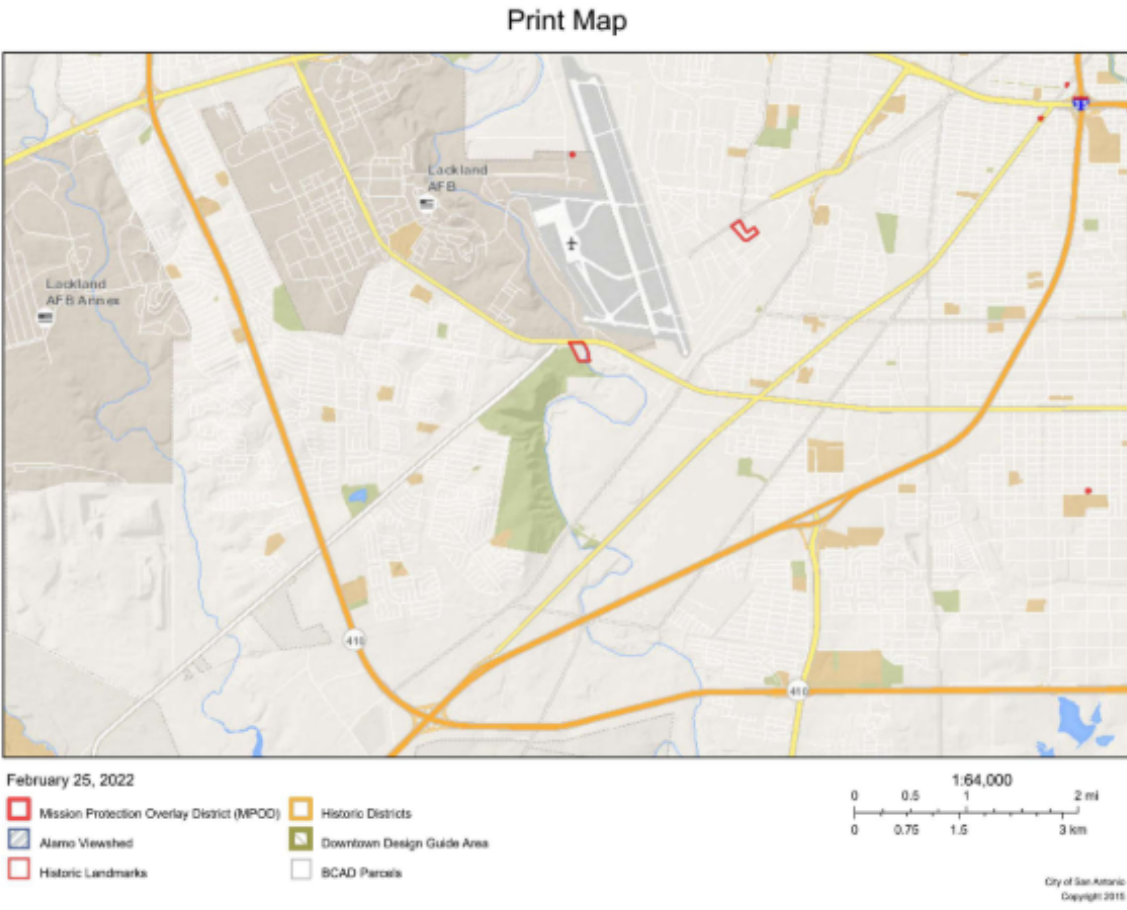 Print Map
35
Lackland
AFB
Lackland
AFB Annex
410
410
February 25, 2022
Mission Protection Overlay District (MPOD)
Historic Districts
Alamo Viewshed
Downtown Design Guide Area
Historic Landmarks
BCAD Parcels
1:64,000
0 0.5 1 2 mi
0 0.75 1.5 3 km
City of San Antonio
Copyright 2015